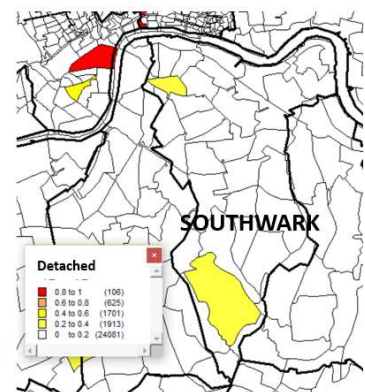 SOUTHWARK
Detached
0.8 to 1 (106)
0.6 to 0.8 (625)
0.4 to 0.6 (1701)
0.2 to 0.4 (1913)
0 to 0.2 (24081)